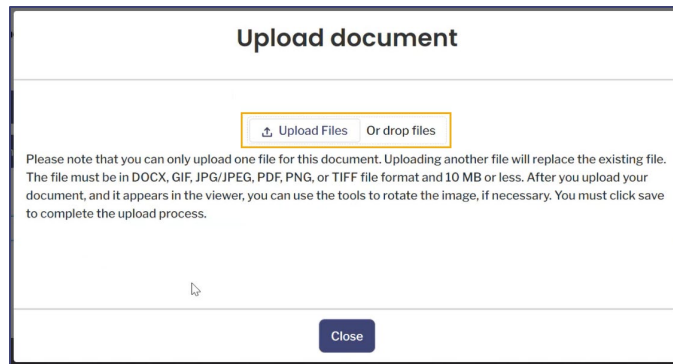 Upload document
Upload Files Or drop files
Please note that you can only upload one file for this document. Uploading another file will replace the existing file.
The file must be in DOCX, GIF, JPG/JPEG, PDF, PNG, or TIFF file format and 10 MB or less. After you upload your
document, and it appears in the viewer, you can use the tools to rotate the image, if necessary. You must click save
to complete the upload process.
Close